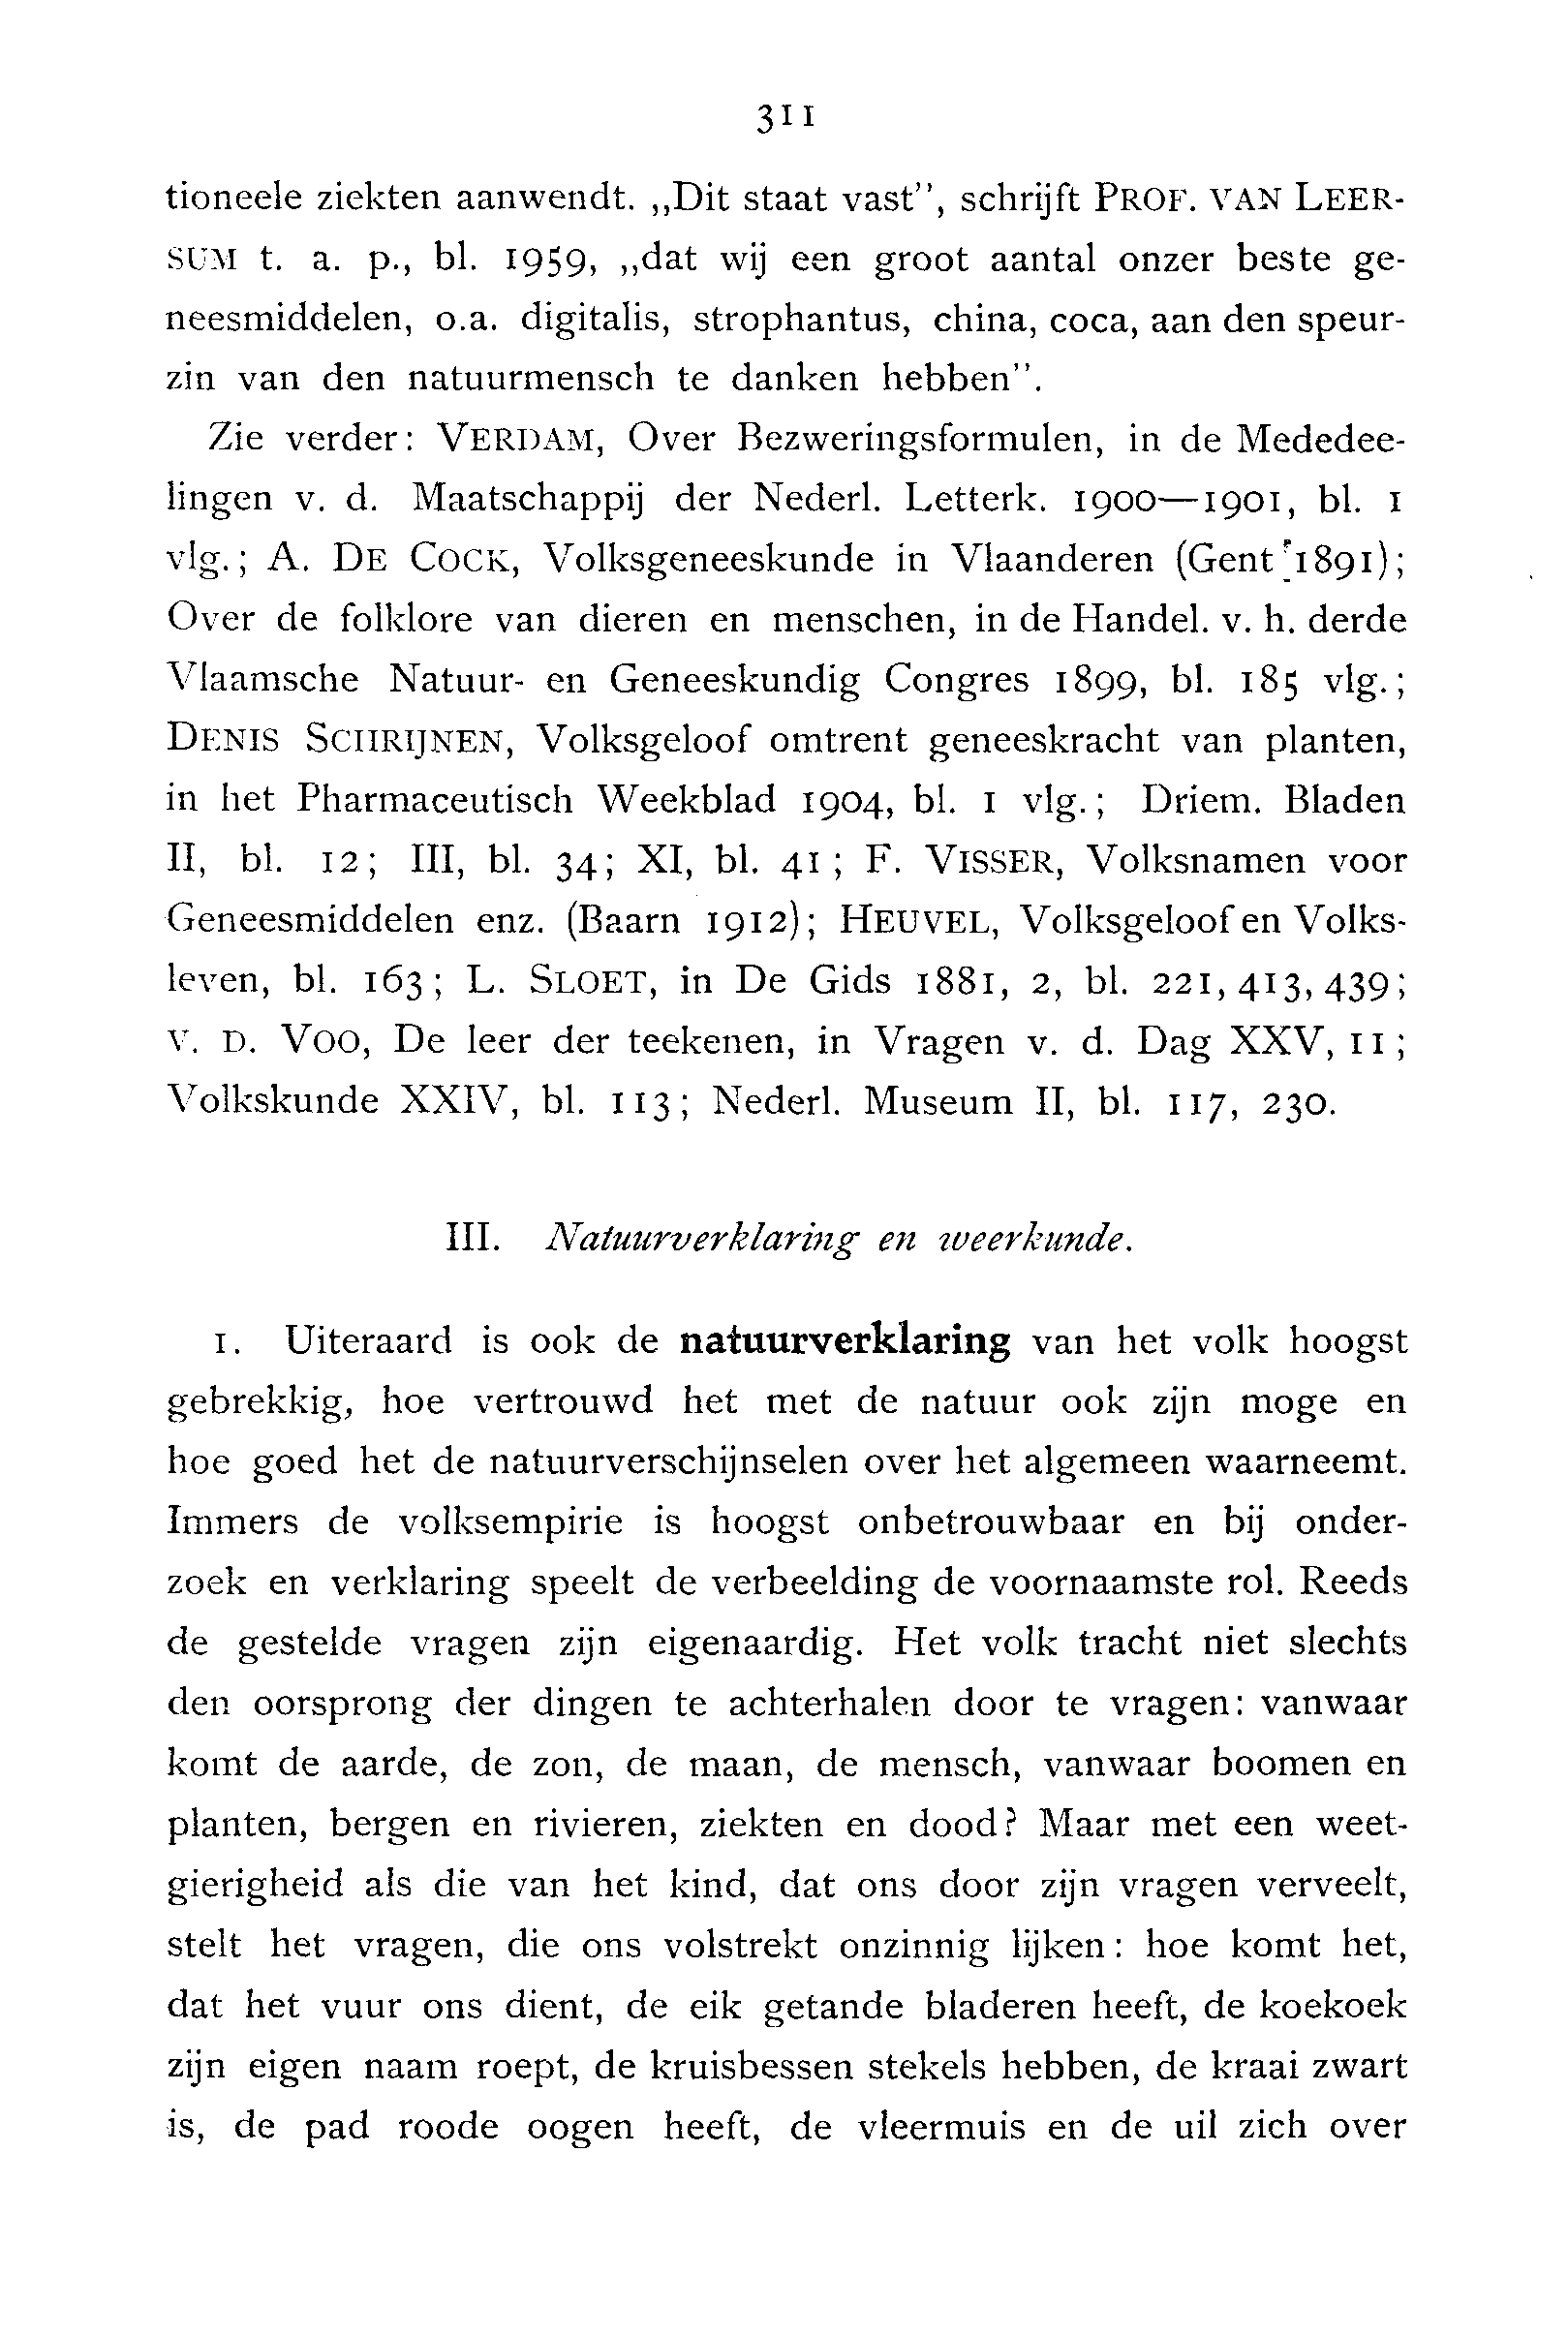 311
tioneele ziekten aanwendt. „Dit staat vast”, schrijft PROF. VAN LEER-
SUM t. a. p., bl. 1959, „dat wij een groot aantal onzer beste ge-
neesmiddelen, o.a. digitalis, strophantus, china, coca, aan den speur-
zin van den natuurmensch te danken hebben”.
Zie verder: VERDAM, Over Bezweringsformulen, in de Mededee-
lingen v. d. Maatschappij der Nederl. Letterk. 1900—1901, bl. 1
vlg.; A. DE COCK, Volksgeneeskunde in Vlaanderen (Gent 1891);
Over de folklore van dieren en menschen, in de Handel. v. h. derde
Vlaamsche Natuur- en Geneeskundig Congres 1899, bl. 185 vlg.;
DENIS SCHRIJNEN, Volksgeloof omtrent geneeskracht van planten,
in het Pharmaceutisch Weekblad 1904, bl. 1 vlg.; Driem. Bladen
II, bl. 12; III, bl. 34; XI, bl. 41; F. VISSER, Volksnamen voor
Geneesmiddelen enz. (Baarn 1912); HEUVEL, Volksgeloof en Volks-
leven, bl. 163; L. SLOET, in De Gids 1881, 2, bl. 221, 413, 439;
V. D. VOO, De leer der teekenen, in Vragen v. d. Dag XXV, 11;
Volkskunde XXIV, bl. 113; Nederl. Museum II, bl. 117, 230.
III. Natuurverklaring en weerkunde.
1. Uiteraard is ook de natuurverklaring van het volk hoogst
gebrekkig, hoe vertrouwd het met de natuur ook zijn moge en
hoe goed het de natuurverschijnselen over het algemeen waarneemt.
Immers de volksempirie is hoogst onbetrouwbaar en bij onder-
zoek en verklaring speelt de verbeelding de voornaamste rol. Reeds
de gestelde vragen zijn eigenaardig. Het volk tracht niet slechts
den oorsprong der dingen te achterhalen door te vragen: vanwaar
komt de aarde, de zon, de maan, de mensch, vanwaar boomen en
planten, bergen en rivieren, ziekten en dood? Maar met een weet-
gierigheid als die van het kind, dat ons door zijn vragen verveelt,
stelt het vragen, die ons volstrekt onzinnig lijken: hoe komt het,
dat het vuur ons dient, de eik getande bladeren heeft, de koekoek
zijn eigen naam roept, de kruisbessen stekels hebben, de kraai zwart
is, de pad roode oogen heeft, de vleermuis en de uil zich over